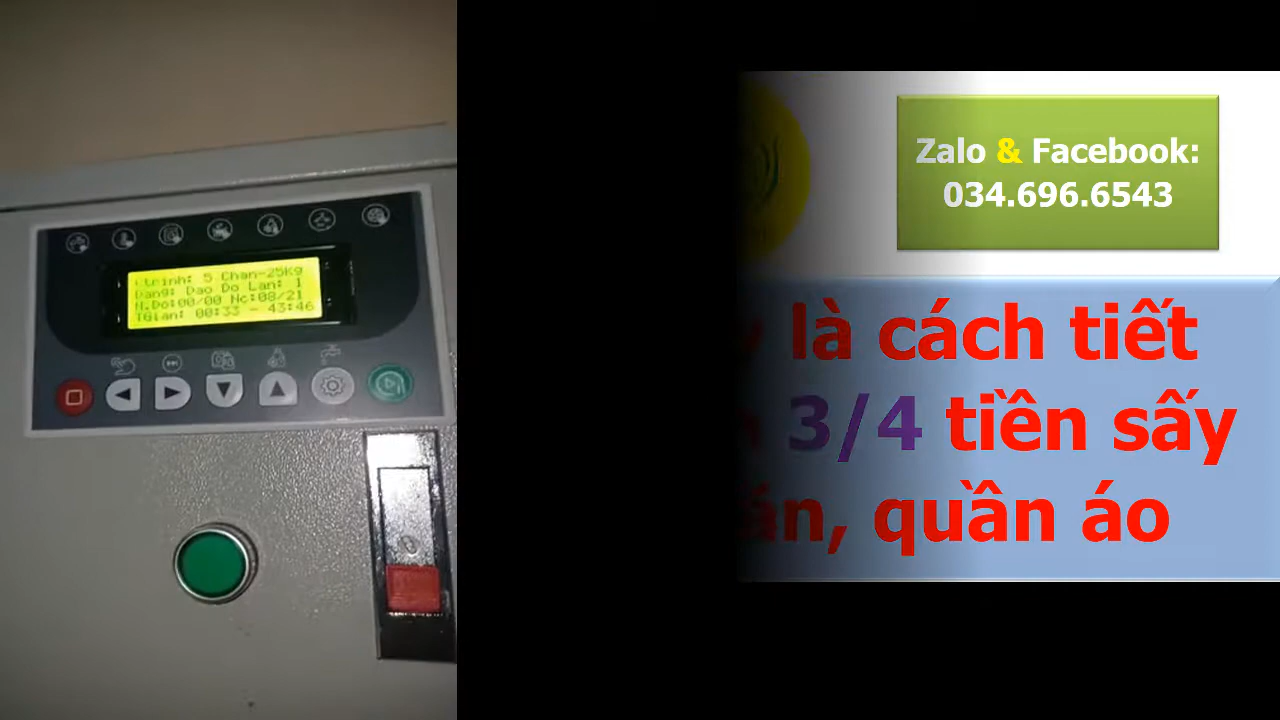 C.trinh: 5 Chan-25Kg
Dang: Dao Do Lan: 1
N.Do:00/00 Nc:08/21
TGian: 00:33 - 43:46
Zalo & Facebook:
034.696.6543
là cách tiết
3/4 tiền sấy
quần áo